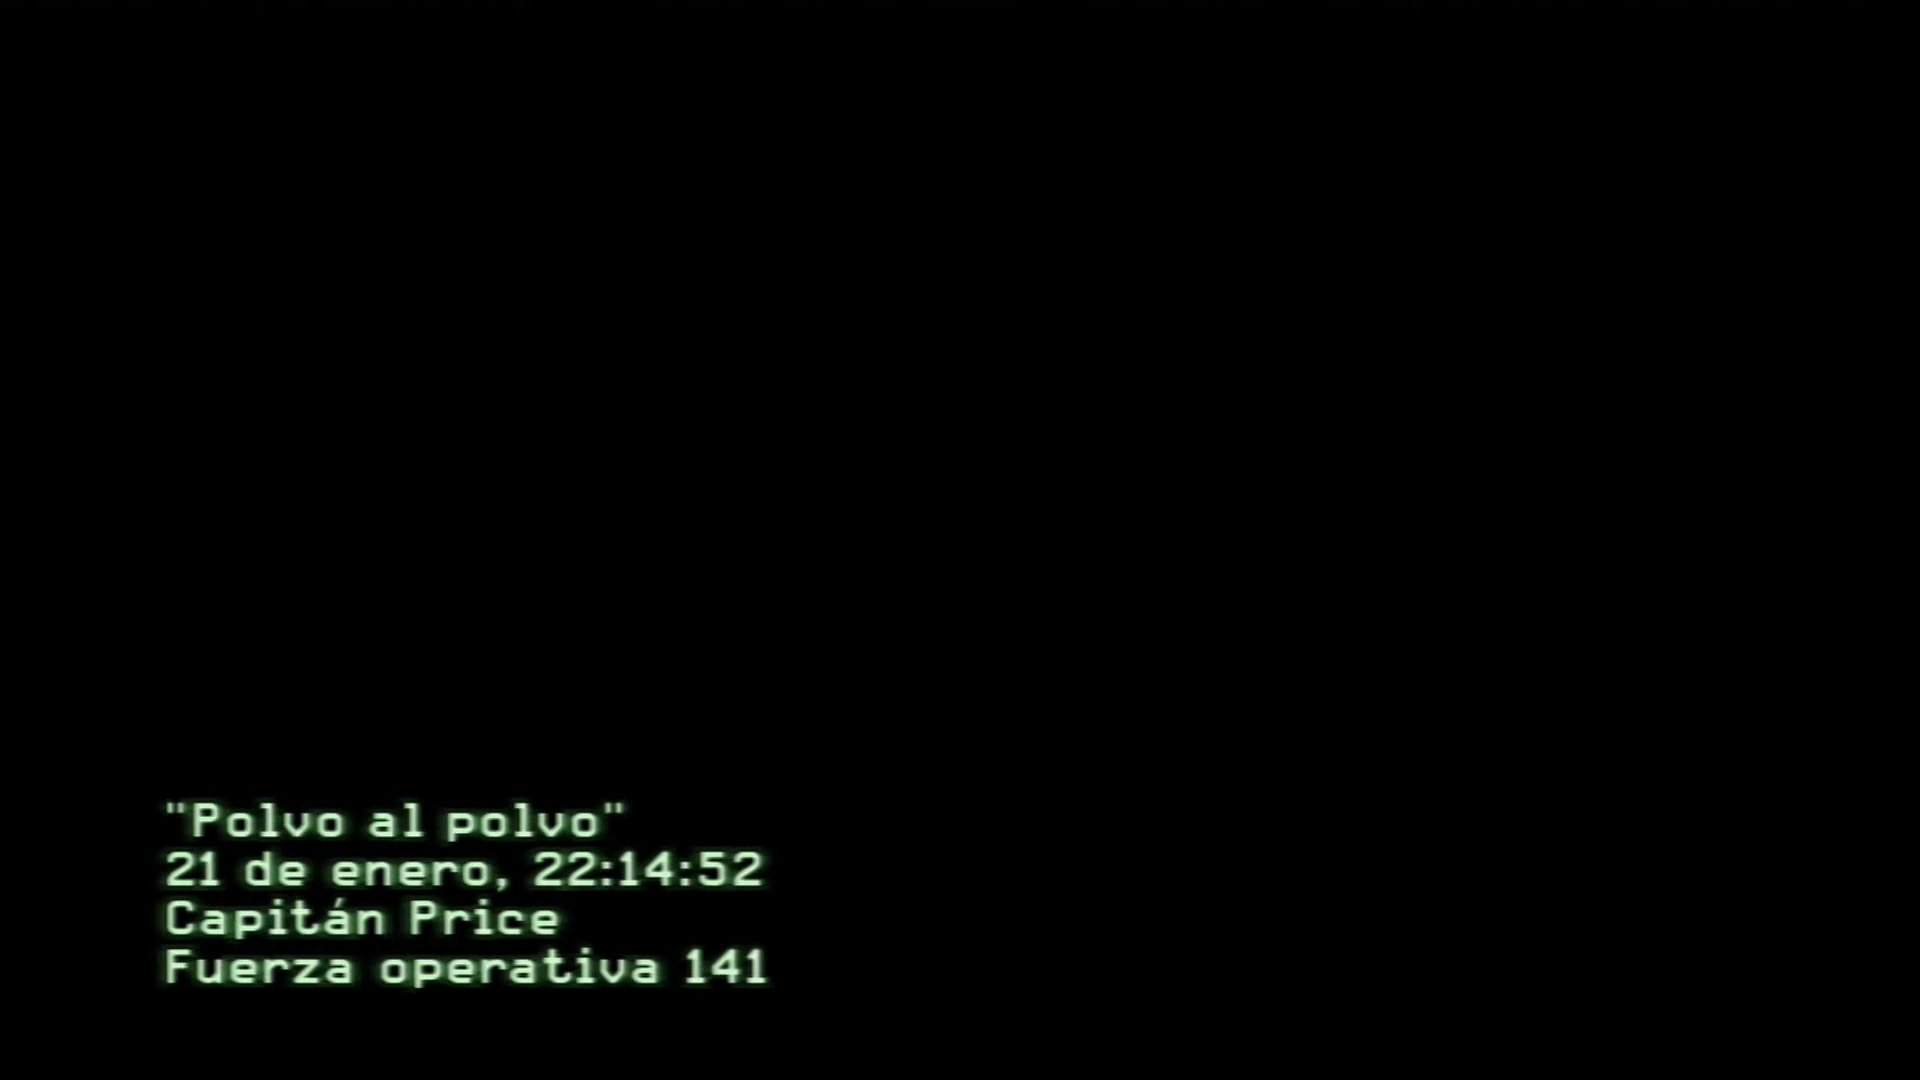 "Polvo al polvo"
21 de enero, 22:14:52
Capitán Price
Fuerza operativa 141